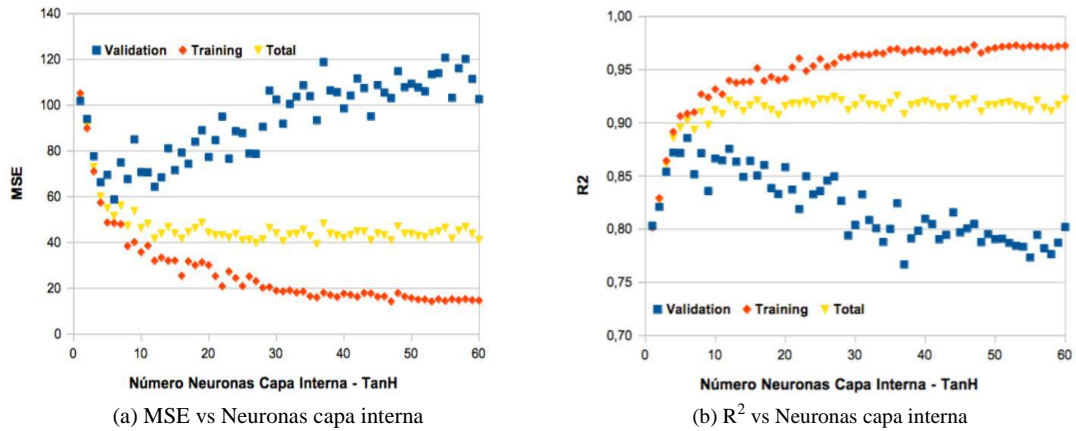 140
120
100
80
60
40
20
0
MSE
Validation Training Total
0 10 20 30 40 50 60
Número Neuronas Capa Interna - TanH
(a) MSE vs Neuronas capa interna
1,00
0,95
0,90
0,85
0,80
0,75
0,70
R2
Validation Training Total
0 10 20 30 40 50 60
Número Neuronas Capa Interna - TanH
(b) R² vs Neuronas capa interna